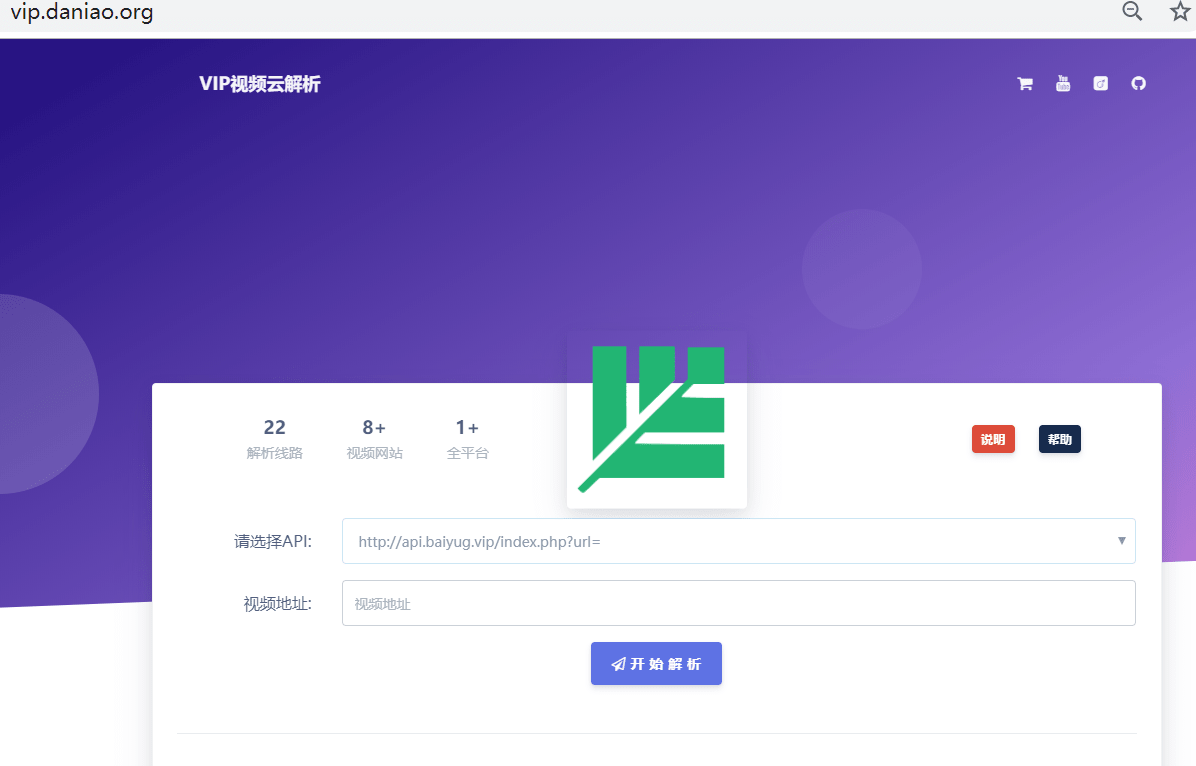 vip.daniao.org
VIP视频云解析
22
解析线路
8+
视频网站
1+
全平台
说明
帮助
请选择API:
http://api.baiyug.vip/index.php?url=
视频地址:
视频地址
开始解析